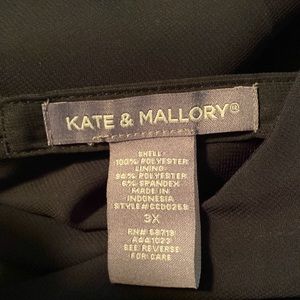 KATE & MALLORY®
SHELL
100% POLYESTER
LINING
94% POLYESTER
6% SPANDEX
MADE IN
INDONESIA
3X
SEE REVERSE
FOR CARE